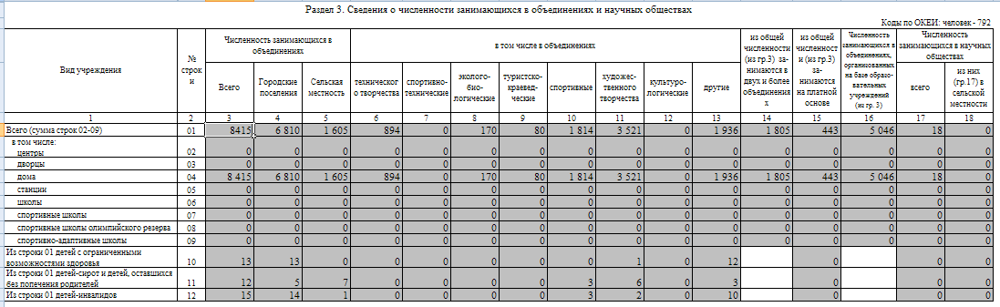 Раздел 3. Сведения о численности занимающихся в объединениях и научных обществах
Коды по ОКЕИ: человек - 792
Вид учреждения
№ строк и
Численность занимающихся в объединениях
Всего
Городские поселения
Сельская местность
в том числе в объединениях
техническог о творчества
спортивно- технические
эколого- био- логические
туристско- краевед- ческие
спортивные
художес- твенного творчества
культуро- логические
другие
из общей численности (из гр.3) за- нимаются в двух и более объединения х
из общей численност и (из гр.3) за- нимаются на платной основе
Численность занимающихся в объединениях, организованных на базе образо- вательных учреждений (из гр. 3)
Численность занимающихся в научных обществах
всего
из них (гр.17) в сельской местности
1 2 3 4 5 6 7 8 9 10 11 12 13 14 15 16 17 18
Всего (сумма строк 02-09) 01 8415 6 810 1 605 894 0 170 80 1 814 3 521 0 1 936 1 805 443 5 046 18 0
в том числе:
центры 02 0 0 0 0 0 0 0 0 0 0 0 0 0 0 0 0
дворцы 03 0 0 0 0 0 0 0 0 0 0 0 0 0 0 0 0
дома 04 8 415 6 810 1 605 894 0 170 80 1 814 3 521 0 1 936 1 805 443 5 046 18 0
станции 05 0 0 0 0 0 0 0 0 0 0 0 0 0 0 0 0
школы 06 0 0 0 0 0 0 0 0 0 0 0 0 0 0 0 0
спортивные школы 07 0 0 0 0 0 0 0 0 0 0 0 0 0 0 0 0
спортивные школы олимпийского резерва 08 0 0 0 0 0 0 0 0 0 0 0 0 0 0 0 0
спортивно-адаптивные школы 09 0 0 0 0 0 0 0 0 0 0 0 0 0 0 0 0
Из строки 01 детей с ограниченными
возможностями здоровья 10 13 13 0 0 0 0 0 0 1 0 12 0 0 0
Из строки 01 детей-сирот и детей, оставшихся
без попечения родителей 11 12 5 7 0 0 0 0 3 6 0 3 0 0 0
Из строки 01 детей-инвалидов 12 15 14 1 0 0 0 0 3 2 0 10 0 0 0